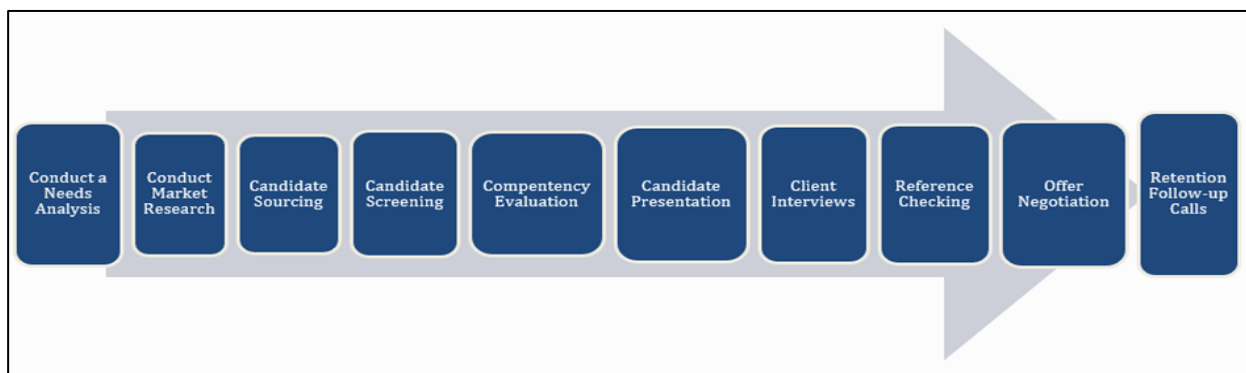 Conduct a
Needs
Analysis
Conduct
Market
Research
Candidate
Sourcing
Candidate
Screening
Compentency
Evaluation
Candidate
Presentation
Client
Interviews
Reference
Checking
Offer
Negotiation
Retention
Follow-up
Calls